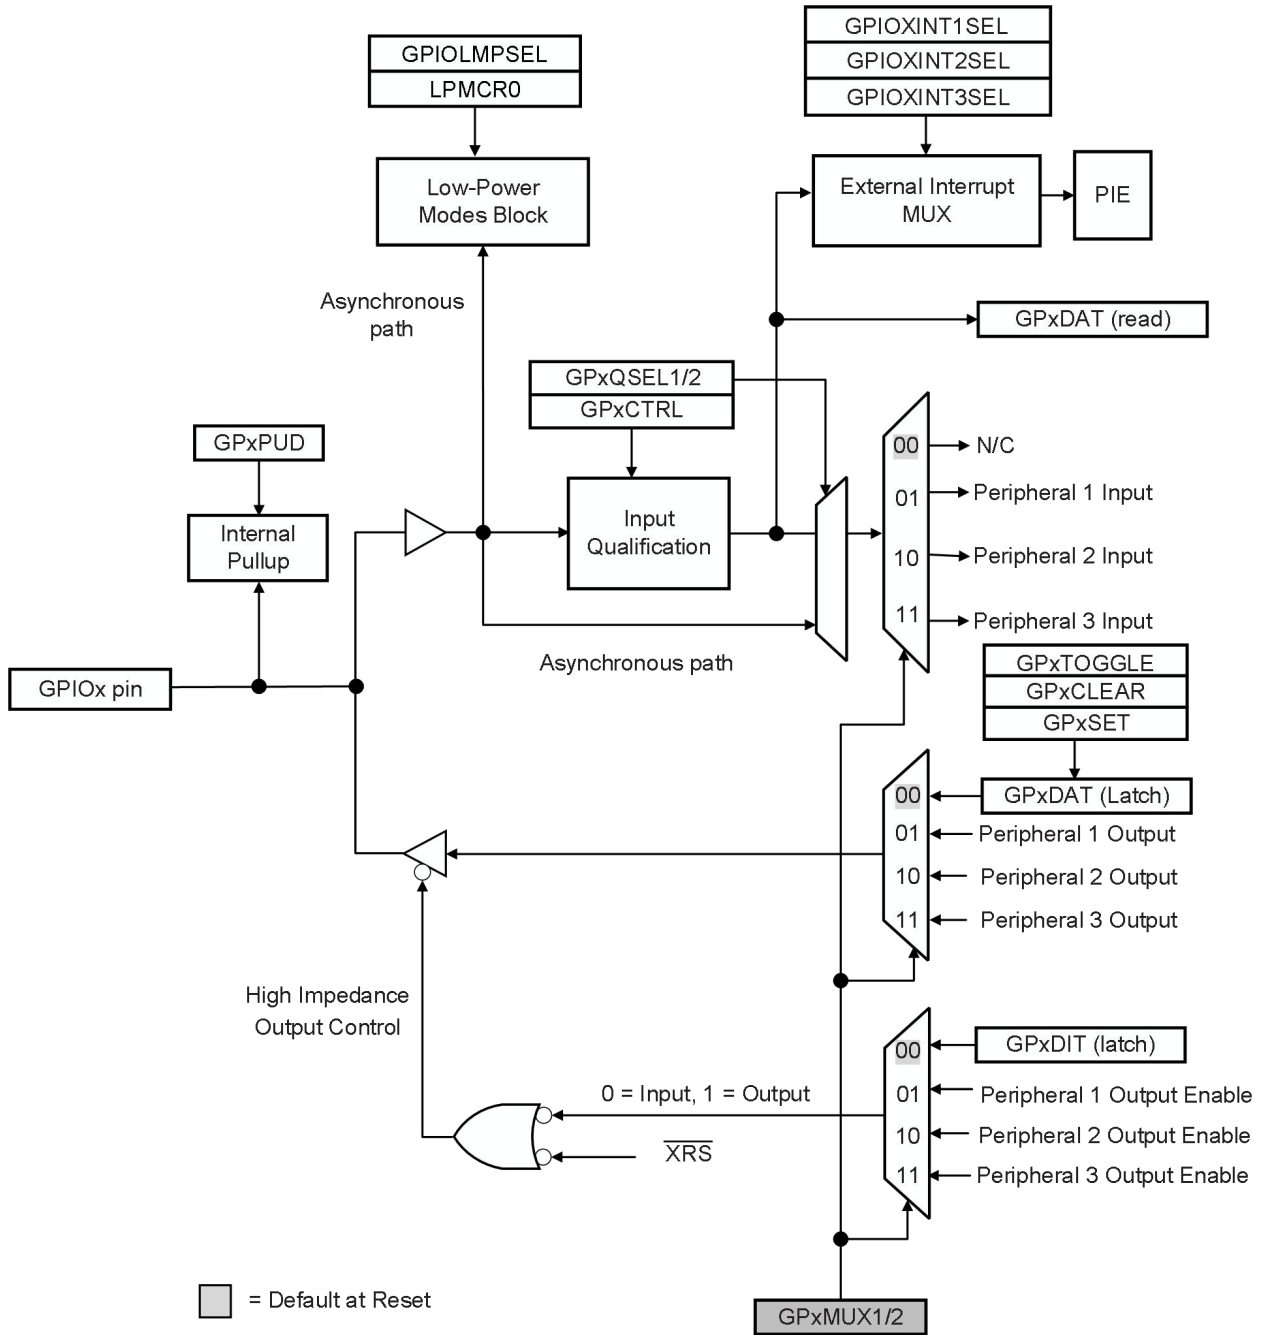 GPIOLMPSEL
LPMCR0
Low-Power
Modes Block
GPIOXINT1SEL
GPIOXINT2SEL
GPIOXINT3SEL
External Interrupt
MUX
PIE
Asynchronous
path
GPxDAT (read)
GPxQSEL1/2
GPxCTRL
GPxPUD
Internal
Pullup
Input
Qualification
00
N/C
01
Peripheral 1 Input
10
Peripheral 2 Input
11
Peripheral 3 Input
Asynchronous path
GPIOx pin
GPxTOGGLE
GPxCLEAR
GPxSET
00
GPxDAT (Latch)
01
Peripheral 1 Output
10
Peripheral 2 Output
11
Peripheral 3 Output
High Impedance
Output Control
00
GPxDIT (latch)
0 = Input, 1 = Output
01
Peripheral 1 Output Enable
10
Peripheral 2 Output Enable
XRS
11
Peripheral 3 Output Enable
= Default at Reset
GPxMUX1/2